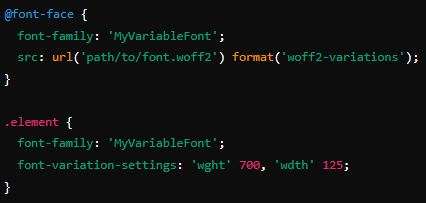 @font-face {
  font-family: 'MyVariableFont';
  src: url('path/to/font.woff2') format('woff2-variations');
}

.element {
  font-family: 'MyVariableFont';
  font-variation-settings: 'wght' 700, 'wdth' 125;
}